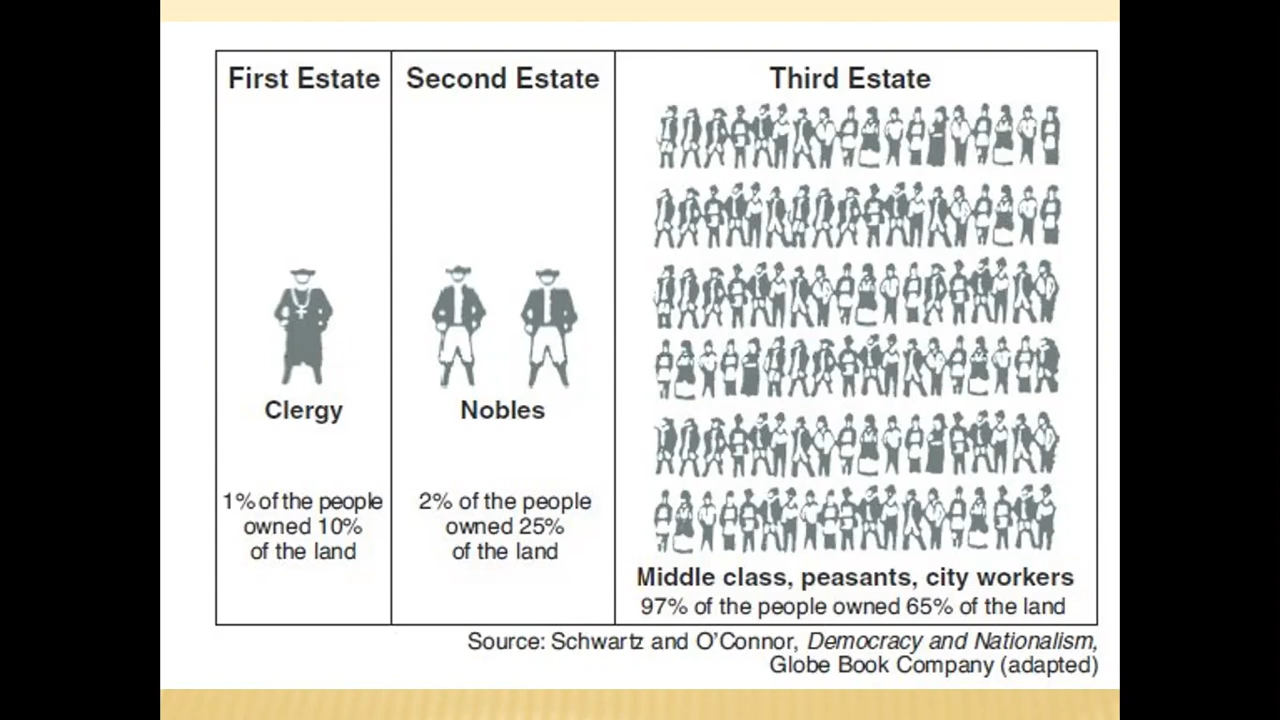 First Estate
Second Estate
Third Estate
Clergy
1% of the people
owned 10%
of the land
Nobles
2% of the people
owned 25%
of the land
Middle class, peasants, city workers
97% of the people owned 65% of the land
Source: Schwartz and O'Connor, Democracy and Nationalism,
Globe Book Company (adapted)